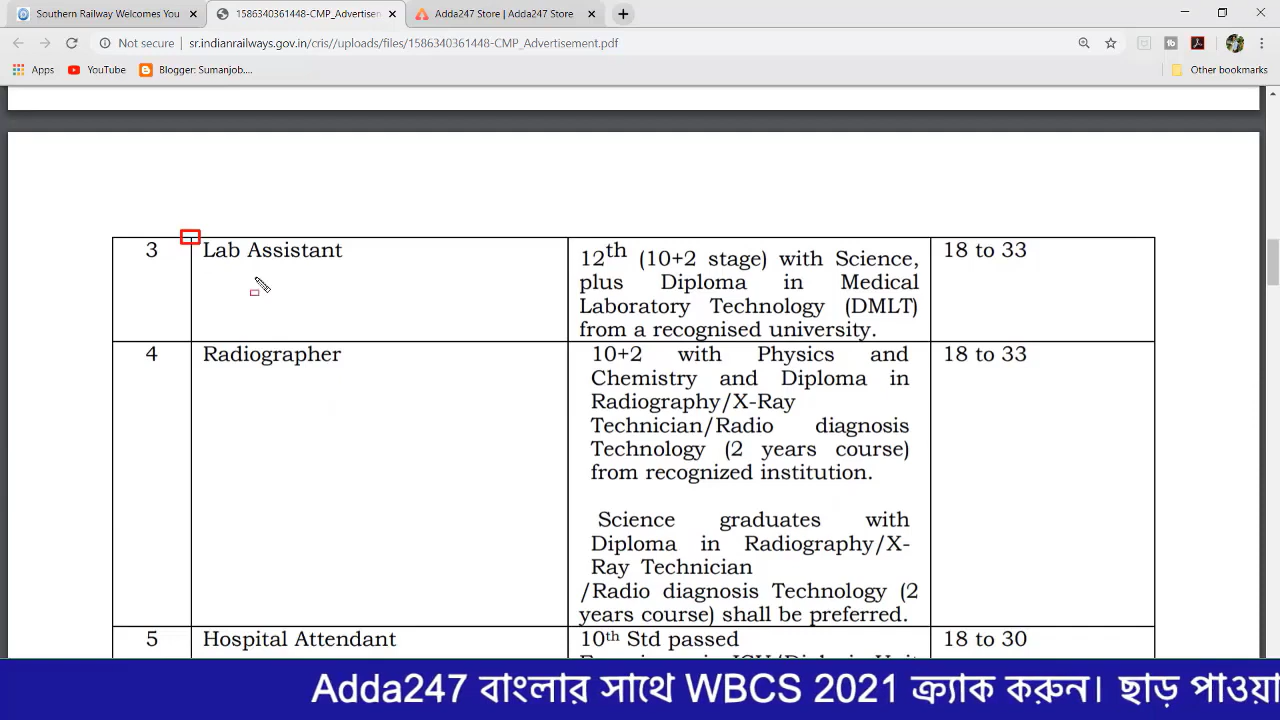 Southern Railway Welcomes You
1586340361448-CMP_Advertisemen
Adda247 Store | Adda247 Store
Not secure
sr.indianrailways.gov.in/cris//uploads/files/1586340361448-CMP_Advertisement.pdf
Apps
YouTube
Blogger: Sumanjob....
Other bookmarks
3
Lab Assistant
12th (10+2 stage) with Science,
plus Diploma in Medical
Laboratory Technology (DMLT)
from a recognised university.
18 to 33
4
Radiographer
10+2 with Physics and
Chemistry and Diploma in
Radiography/X-Ray
Technician/Radio diagnosis
Technology (2 years course)
from recognized institution.
Science graduates with
Diploma in Radiography/X-
Ray Technician
/Radio diagnosis Technology (2
years course) shall be preferred.
18 to 33
5
Hospital Attendant
10th Std passed
18 to 30
Adda247 বাংলার সাথে WBCS 2021 ক্র্যাক করুন। ছাড় পাওয়া